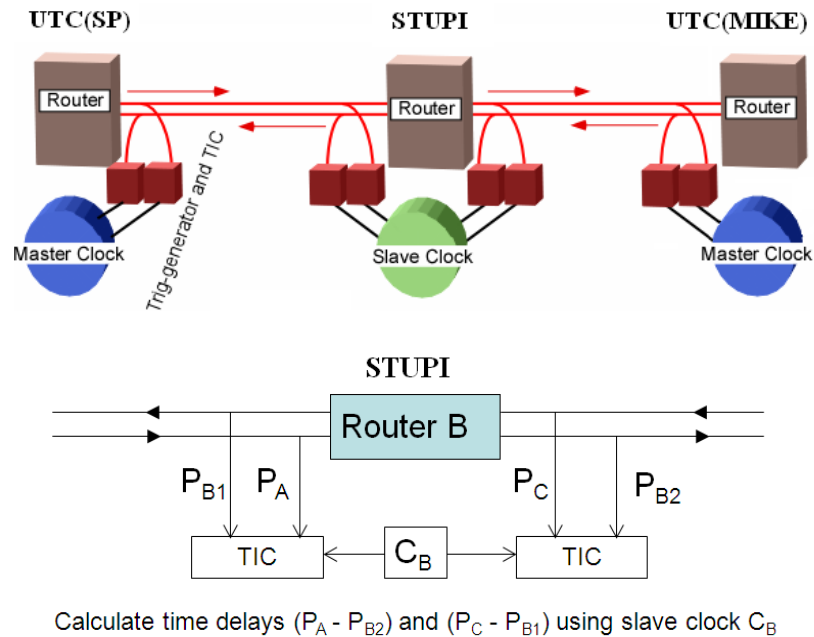 UTC(SP) STUPI UTC(MIKE)
Router Router Router
Trig-generator and TIC
Master Clock Slave Clock Master Clock
STUPI
Router B
PB1 PA PC PB2
TIC CB TIC
Calculate time delays (PA - PB2) and (PC - PB1) using slave clock CB